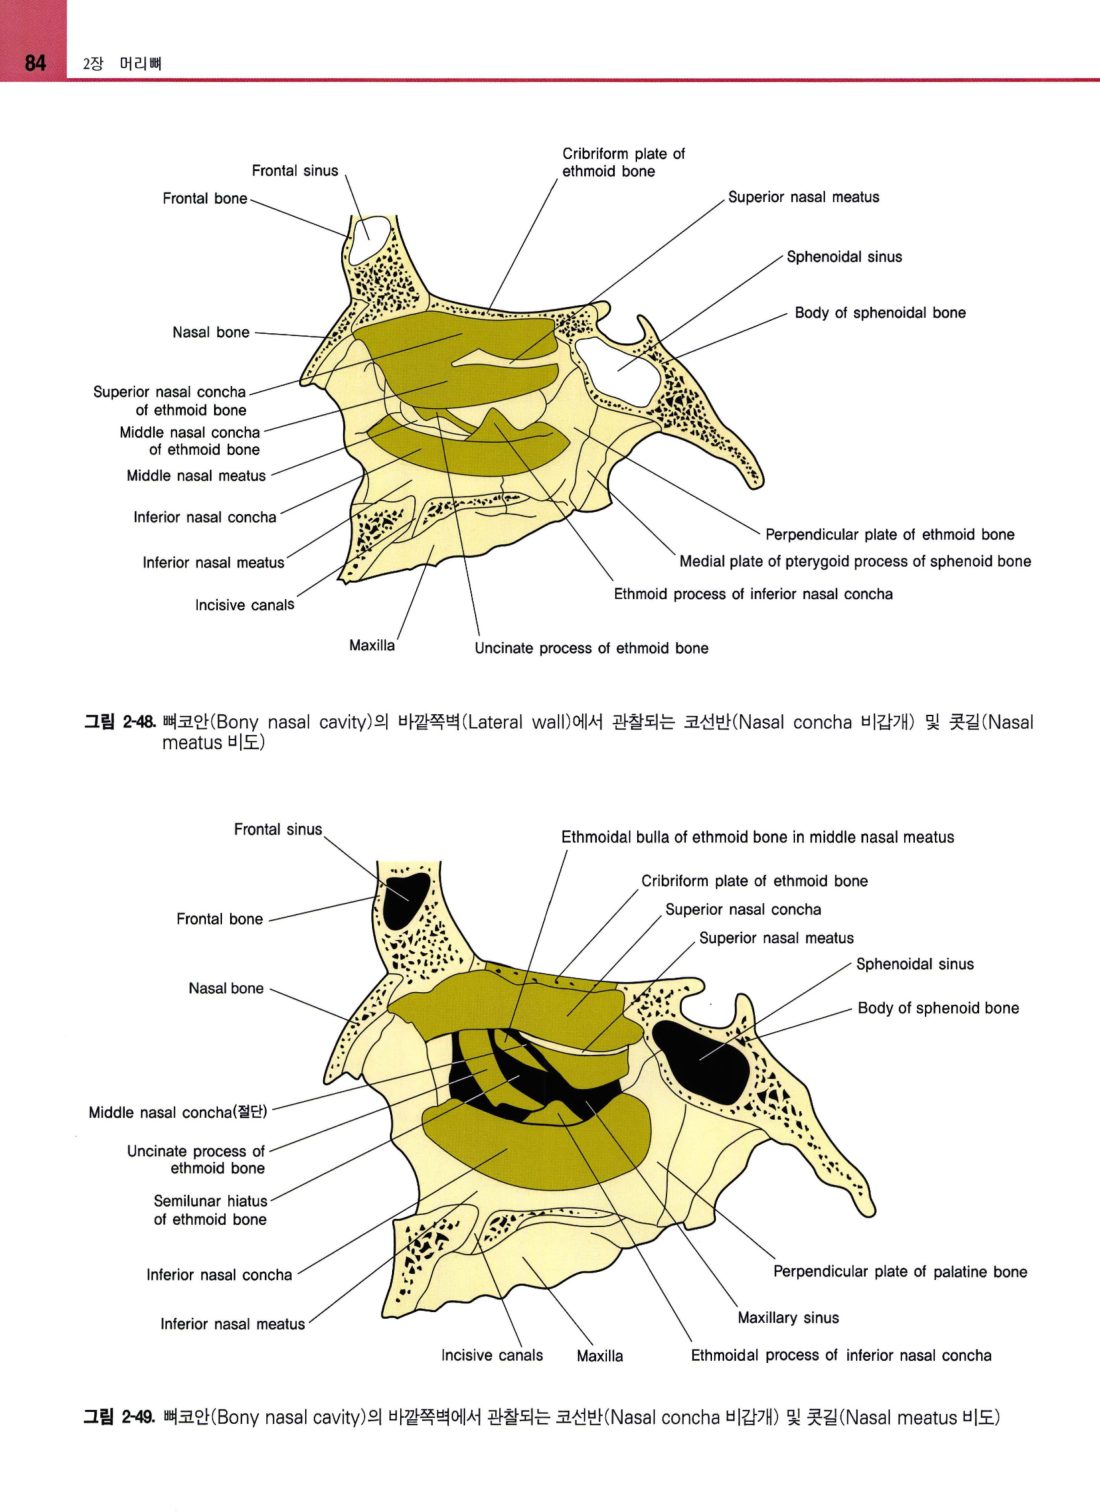 84 2장 머리뼈
Cribriform plate of
ethmoid bone
Frontal sinus
Frontal bone
Superior nasal meatus
Sphenoidal sinus
Body of sphenoidal bone
Nasal bone
Superior nasal concha
of ethmoid bone
Middle nasal concha
of ethmoid bone
Middle nasal meatus
Inferior nasal concha
Inferior nasal meatus
Incisive canals
Maxilla
Uncinate process of ethmoid bone
Perpendicular plate of ethmoid bone
Medial plate of pterygoid process of sphenoid bone
Ethmoid process of inferior nasal concha
그림 2-48. 뼈코안(Bony nasal cavity)의 바깥쪽벽(Lateral wall)에서 관찰되는 코선반(Nasal concha 비갑개) 및 콧길(Nasal
meatus 비도)
Frontal sinus
Ethmoidal bulla of ethmoid bone in middle nasal meatus
Cribriform plate of ethmoid bone
Superior nasal concha
Superior nasal meatus
Sphenoidal sinus
Body of sphenoid bone
Frontal bone
Nasal bone
Middle nasal concha(절단)
Uncinate process of
ethmoid bone
Semilunar hiatus
of ethmoid bone
Inferior nasal concha
Inferior nasal meatus
Incisive canals
Maxilla
Perpendicular plate of palatine bone
Maxillary sinus
Ethmoidal process of inferior nasal concha
그림 2-49. 뼈코안(Bony nasal cavity)의 바깥쪽벽에서 관찰되는 코선반(Nasal concha 비갑개) 및 콧길(Nasal meatus 비도)